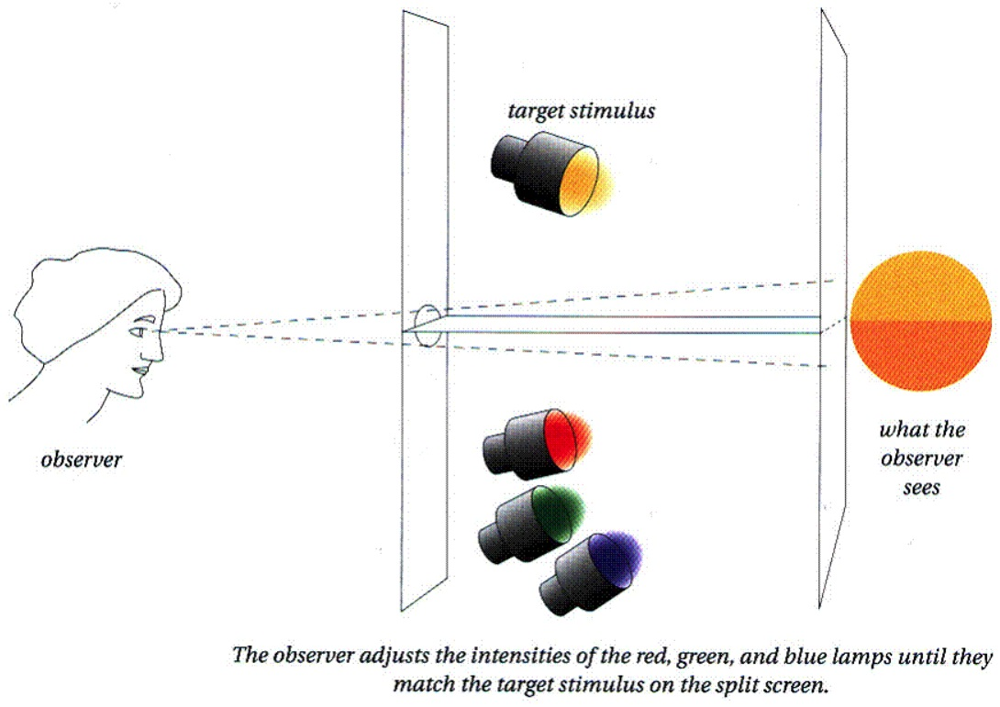 target stimulus
observer
what the
observer
sees
The observer adjusts the intensities of the red, green, and blue lamps until they
match the target stimulus on the split screen.